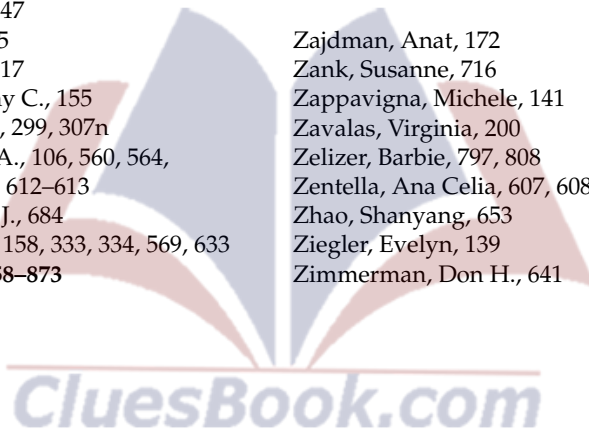 47
5
17
y C., 155
, 299, 307n
A., 106, 560, 564,
612–613
J., 684
158, 333, 334, 569, 633
58–873
Zajdman, Anat, 172
Zank, Susanne, 716
Zappavigna, Michele, 141
Zavalas, Virginia, 200
Zelizer, Barbie, 797, 808
Zentella, Ana Celia, 607, 608
Zhao, Shanyang, 653
Ziegler, Evelyn, 139
Zimmerman, Don H., 641
CluesBook.com